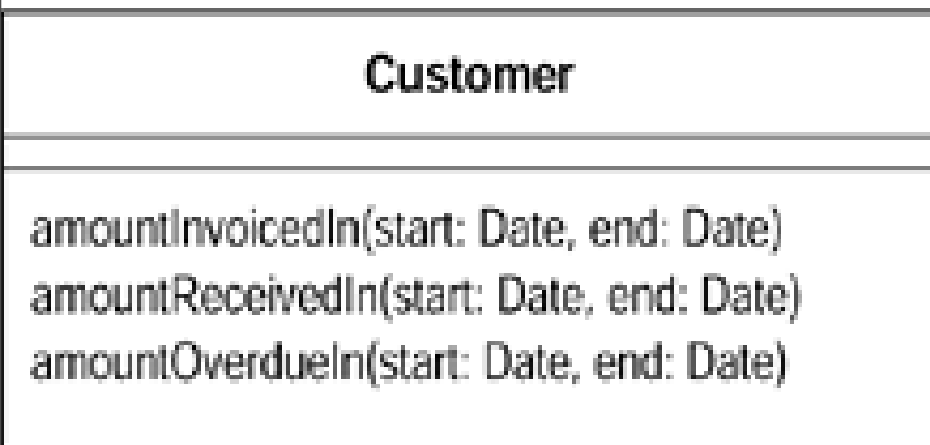 Customer
amountInvoicedIn(start: Date, end: Date)
amountReceivedIn(start: Date, end: Date)
amountOverdueIn(start: Date, end: Date)